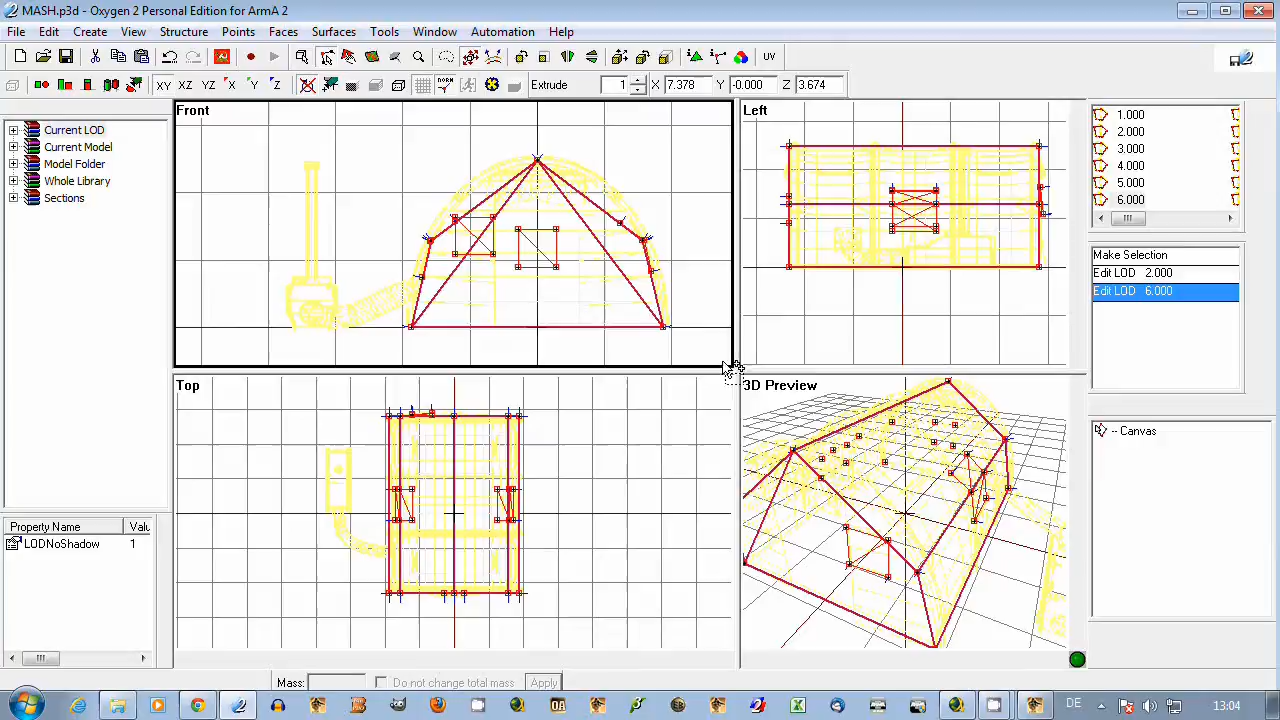 MASH.p3d - Oxygen 2 Personal Edition for ArmA 2
File Edit Create View Structure Points Faces Surfaces Tools Window Automation Help
UV
XY XZ YZ X Y Z NORM Extrude 1 X 7.378 Y -0.000 Z 3.674
Current LOD
Current Model
Model Folder
Whole Library
Sections
Property Name Valu
LODNoShadow 1
Front
Left
Top
3D Preview
1.000
2.000
3.000
4.000
5.000
6.000
Make Selection
Edit LOD 2.000
Edit LOD 6.000
-- Canvas
Mass: Do not change total mass Apply
DE 13:04